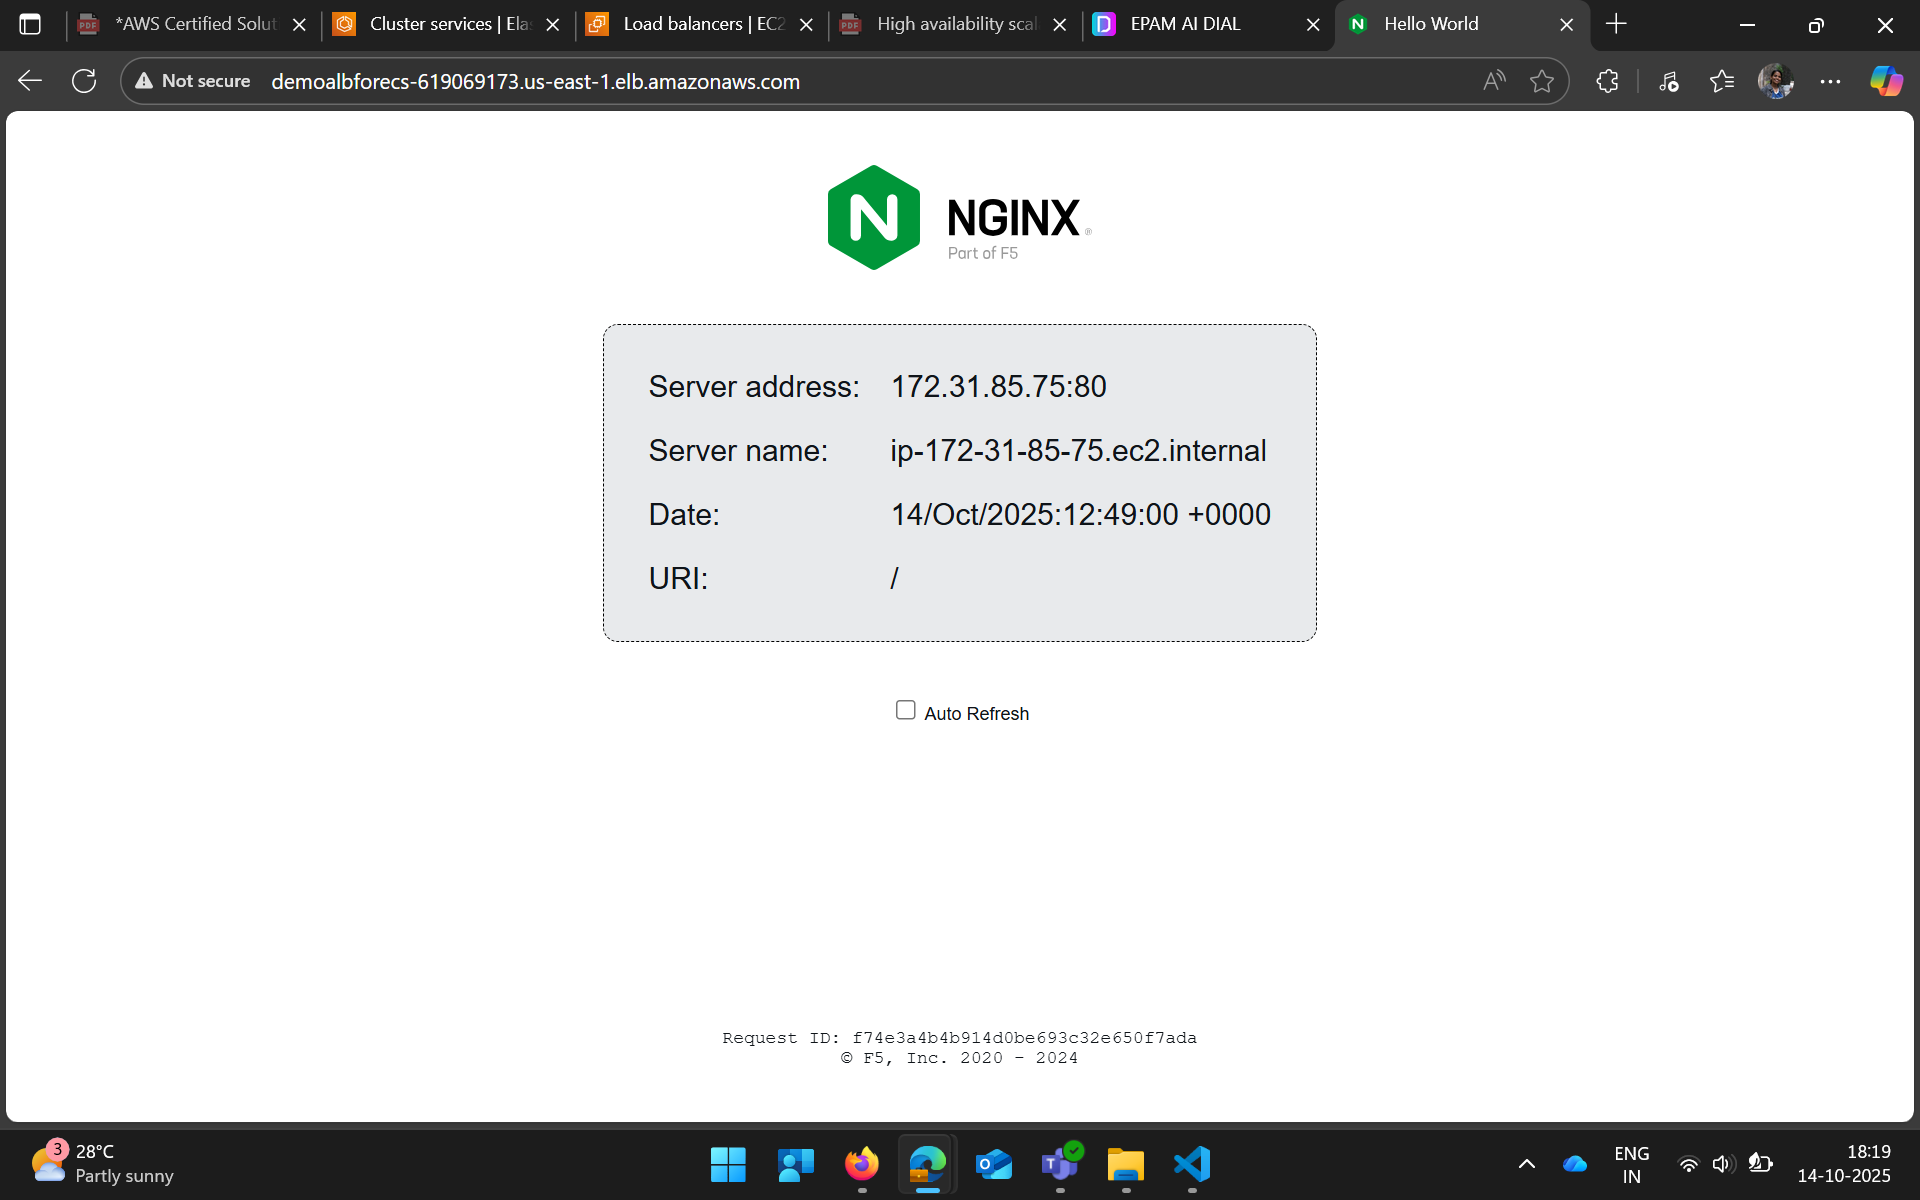 *AWS Certified Solut
Cluster services | Ela
Load balancers | EC2
High availability scal
EPAM AI DIAL
Hello World
Not secure
demoalbforecs-619069173.us-east-1.elb.amazonaws.com
NGINX
Part of F5
Server address: 172.31.85.75:80
Server name: ip-172-31-85-75.ec2.internal
Date: 14/Oct/2025:12:49:00 +0000
URI: /
Auto Refresh
Request ID: f74e3a4b4b914d0be693c32e650f7ada
© F5, Inc. 2020 - 2024
3
28°C
Partly sunny
ENG
IN
18:19
14-10-2025